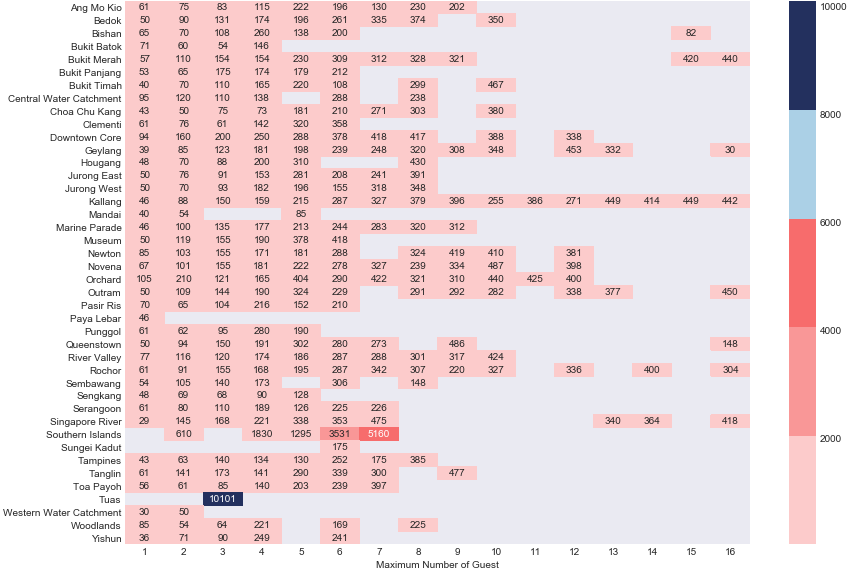 Ang Mo Kio 61 75 83 115 222 196 130 230 202
Bedok 50 90 131 174 196 261 335 374 350
Bishan 65 70 108 260 138 200 82
Bukit Batok 71 60 54 146
Bukit Merah 57 110 154 154 230 309 312 328 321 420 440
Bukit Panjang 53 65 175 174 179 212
Bukit Timah 40 70 110 165 220 108 299 467
Central Water Catchment 95 120 110 138 288 238
Choa Chu Kang 43 50 75 73 181 210 271 303 380
Clementi 61 76 61 142 320 358
Downtown Core 94 160 200 250 288 378 418 417 388 338
Geylang 39 85 123 181 198 239 248 320 308 348 453 332 30
Hougang 48 70 88 200 310 430
Jurong East 50 76 91 153 281 208 241 391
Jurong West 50 70 93 182 196 155 318 348
Kallang 46 88 150 159 215 287 327 379 396 255 386 271 449 414 449 442
Mandai 40 54 85
Marine Parade 46 100 135 177 213 244 283 320 312
Museum 50 119 155 190 378 418
Newton 85 103 155 171 181 288 324 419 410 381
Novena 67 101 155 181 222 278 327 239 334 487 398
Orchard 105 210 121 165 404 290 422 321 310 440 425 400
Outram 50 109 144 190 324 229 291 292 282 338 377 450
Pasir Ris 70 65 104 216 152 210
Paya Lebar 46
Punggol 61 62 95 280 190
Queenstown 50 94 150 191 302 280 273 486 148
River Valley 77 116 120 174 186 287 288 301 317 424
Rochor 61 91 155 168 195 287 342 307 220 327 336 400 304
Sembawang 54 105 140 173 306 148
Sengkang 48 69 68 90 128
Serangoon 61 80 110 189 126 225 226
Singapore River 29 145 168 221 338 353 475 340 364 418
Southern Islands 610 1830 1295 3531 5160
Sungei Kadut 175
Tampines 43 63 140 134 130 252 175 385
Tanglin 61 141 173 141 290 339 300 477
Toa Payoh 56 61 85 140 203 239 397
Tuas 10101
Western Water Catchment 30 50
Woodlands 85 54 64 221 169 225
Yishun 36 71 90 249 241
1 2 3 4 5 6 7 8 9 10 11 12 13 14 15 16
Maximum Number of Guest
10000
8000
6000
4000
2000